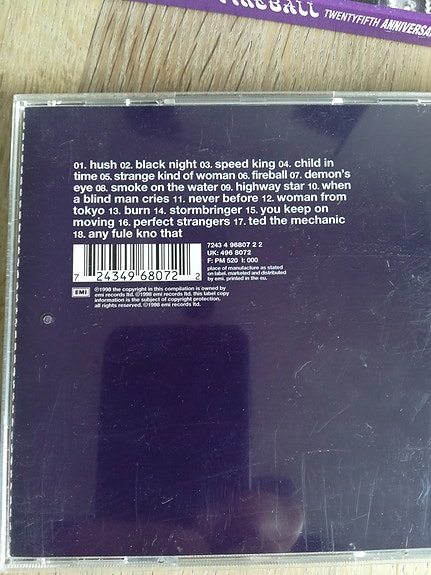 FIREBALL TWENTYFIFTH ANNIVERSA
01. hush 02. black night 03. speed king 04. child in
time 05. strange kind of woman 06. fireball 07. demon's
eye 08. smoke on the water 09. highway star 10. when
a blind man cries 11. never before 12. woman from
tokyo 13. burn 14. stormbringer 15. you keep on
moving 16. perfect strangers 17. ted the mechanic
18. any fule kno that
7 24349 68072 2
7243 4 96807 2 2
UK: 496 8072
F: PM 520 I: 000
place of manufacture as stated
on label. marketed and distributed
by emi. printed in the eu.
EMI
℗1998 the copyright in this compilation is owned by
emi records ltd. ©1998 emi records ltd. this label copy
information is the subject of copyright protection,
all rights reserved. ©1998 emi records ltd.